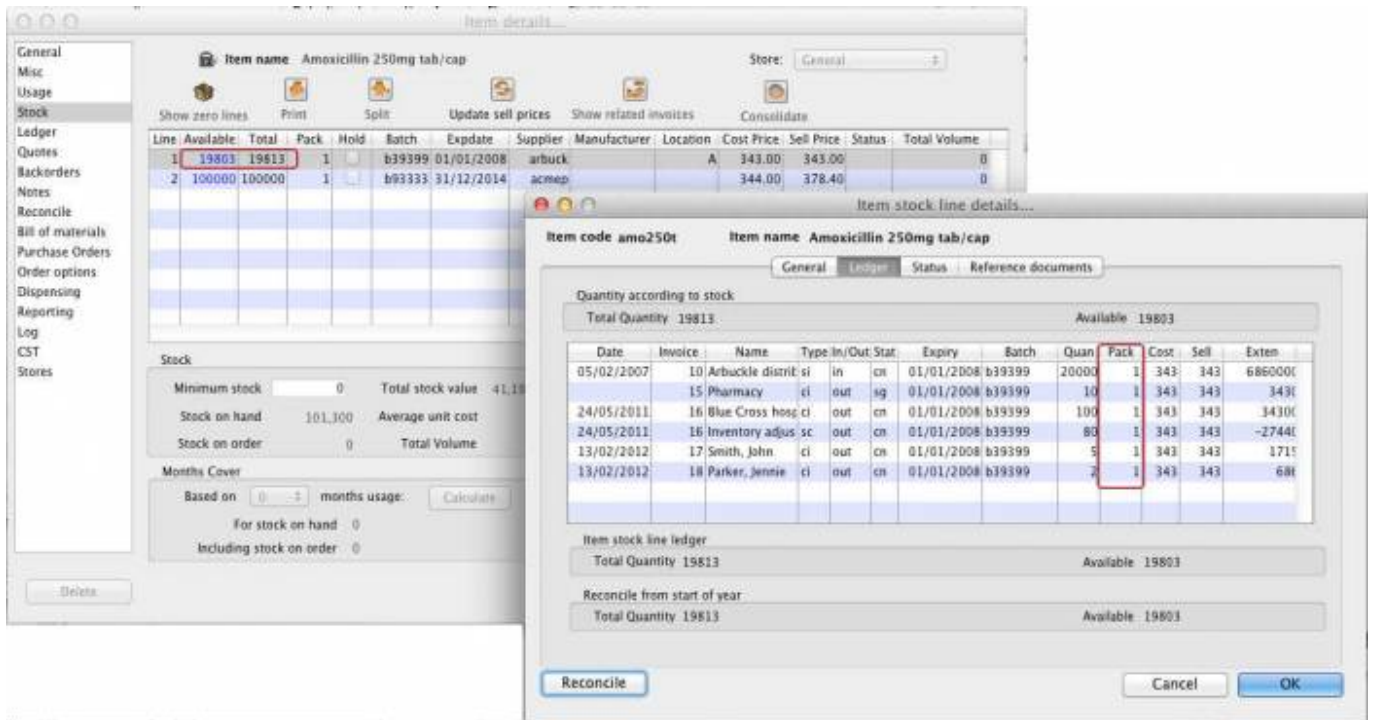 Item details...
General
Misc
Usage
Stock
Ledger
Quotes
Backorders
Notes
Reconcile
Bill of materials
Purchase Orders
Order options
Dispensing
Reporting
Log
CST
Stores
Delete
Item name Amoxicillin 250mg tab/cap
Store: General
Show zero lines Print Split Update sell prices Show related invoices Consolidate
Line Available Total Pack Hold Batch Expdate Supplier Manufacturer Location Cost Price Sell Price Status Total Volume
1 19803 19813 1 b39399 01/01/2008 arbuck A 343.00 343.00 0
2 100000 100000 1 b93333 31/12/2014 acmep 344.00 378.40 0
Stock
Minimum stock 0 Total stock value 41,1
Stock on hand Average unit cost
Stock on order 0 Total Volume
Months Cover
Based on 0 months usage: Calculate
For stock on hand 0
Including stock on order 0
Item stock line details...
Item code amo250t Item name Amoxicillin 250mg tab/cap
General Ledger Status Reference documents
Quantity according to stock
Total Quantity 19813 Available 19803
Date Invoice Name Type In/Out Stat Expiry Batch Quan Pack Cost Sell Exten
05/02/2007 10 Arbuckle distrib si in cn 01/01/2008 b39399 20000 1 343 343 686000
15 Pharmacy ci out sg 01/01/2008 b39399 10 1 343 343 343
24/05/2011 16 Blue Cross hosp ci out cn 01/01/2008 b39399 100 1 343 343 3430
24/05/2011 16 Inventory adjus sc out cn 01/01/2008 b39399 80 1 343 343 -2744
13/02/2012 17 Smith, John ci out cn 01/01/2008 b39399 5 1 343 343 1715
13/02/2012 18 Parker, Jennie ci out cn 01/01/2008 b39399 2 1 343 343 686
Item stock line ledger
Total Quantity 19813 Available 19803
Reconcile from start of year
Total Quantity 19813 Available 19803
Reconcile Cancel OK